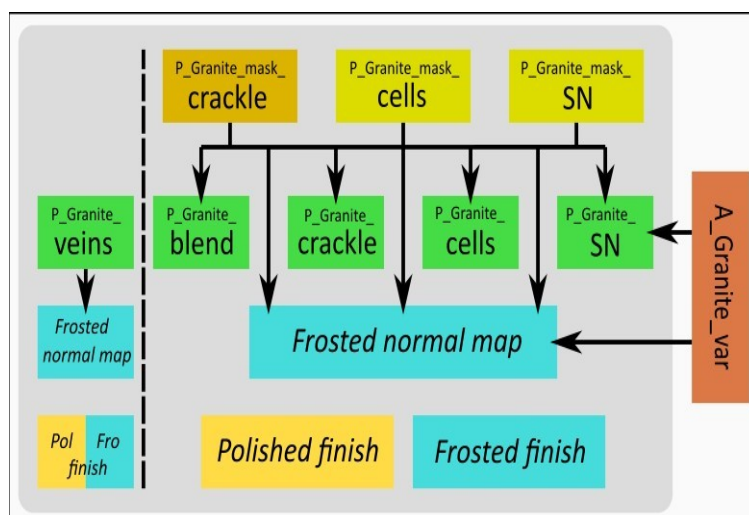 P_Granite_mask_
crackle
P_Granite_mask_
cells
P_Granite_mask_
SN
P_Granite_
veins
P_Granite_
blend
P_Granite_
crackle
P_Granite_
cells
P_Granite_
SN
A_Granite_var
Frosted
normal map
Frosted normal map
Pol Fro
finish
Polished finish
Frosted finish